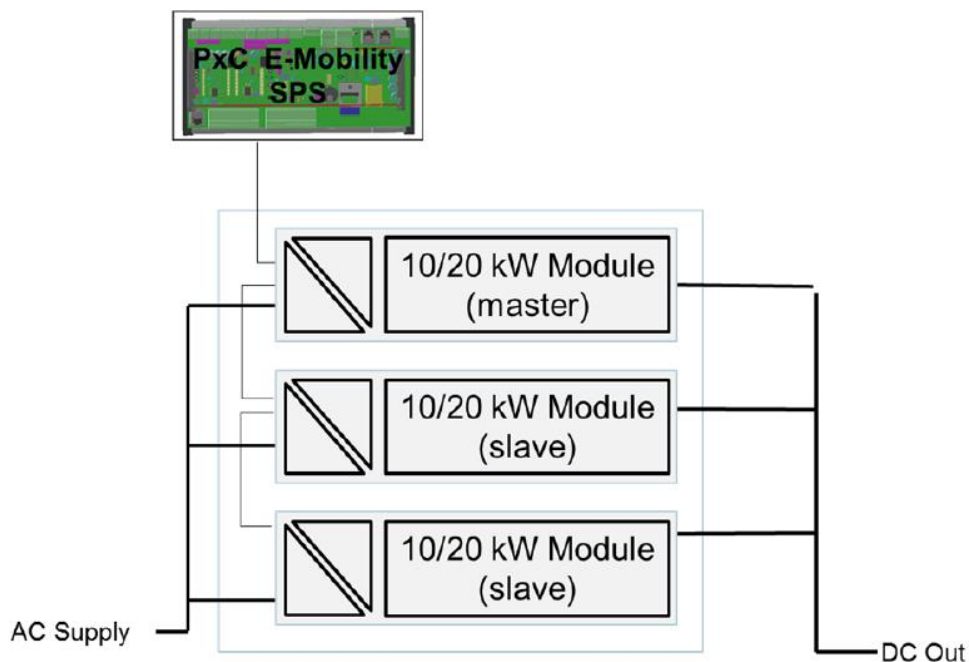 PxC E-Mobility
SPS
10/20 kW Module
(master)
10/20 kW Module
(slave)
10/20 kW Module
(slave)
AC Supply
DC Out